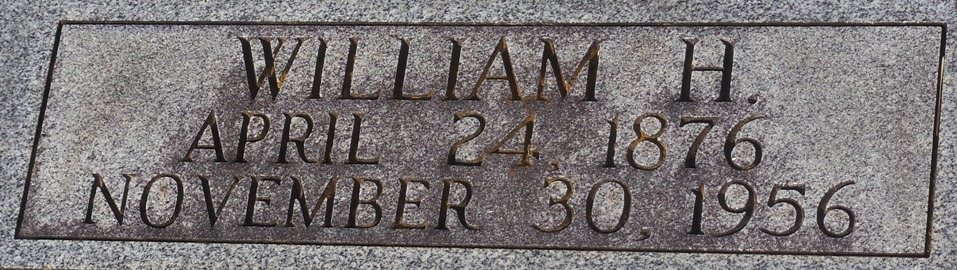 WILLIAM H.
APRIL 24, 1876
NOVEMBER 30, 1956